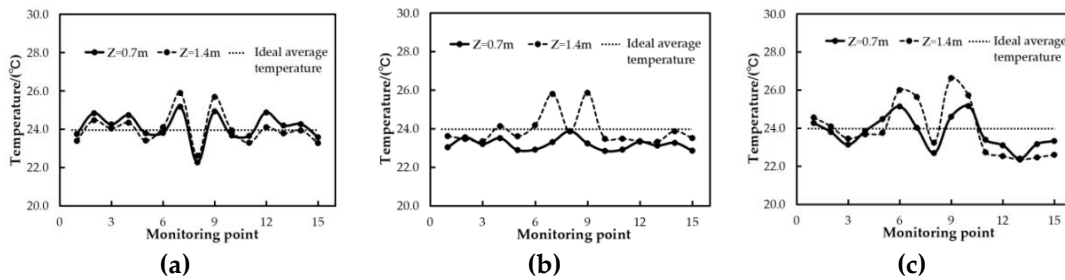 30.0
28.0
26.0
24.0
22.0
20.0
Temperature/(℃)
Z=0.7m
Z=1.4m
Ideal average
temperature
0
3
6
9
12
15
Monitoring point
(a)
30.0
28.0
26.0
24.0
22.0
20.0
Temperature/(℃)
Z=0.7m
Z=1.4m
Ideal average
temperature
0
3
6
9
12
15
Monitoring point
(b)
30.0
28.0
26.0
24.0
22.0
20.0
Temperature/(℃)
Z=0.7m
Z=1.4m
Ideal average
temperature
0
3
6
9
12
15
Monitoring point
(c)